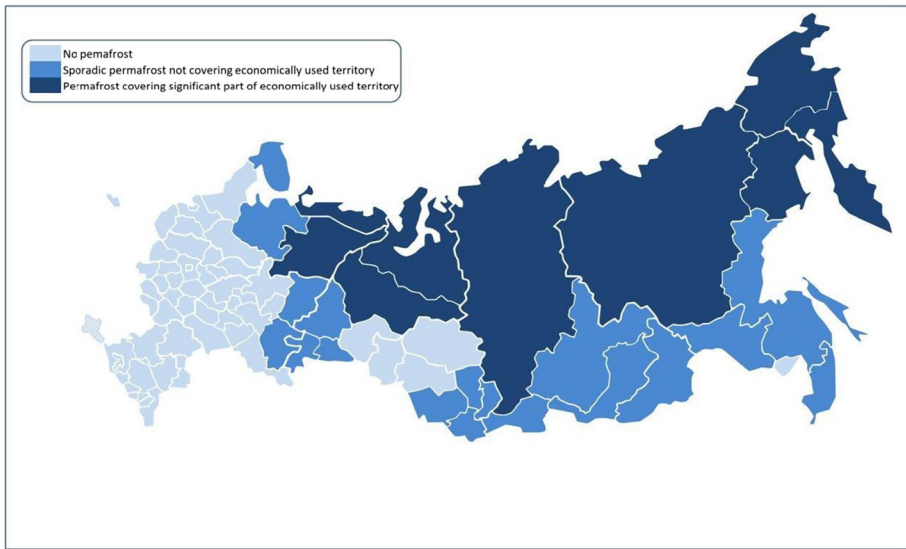 No pemafrost
Sporadic permafrost not covering economically used territory
Permafrost covering significant part of economically used territory